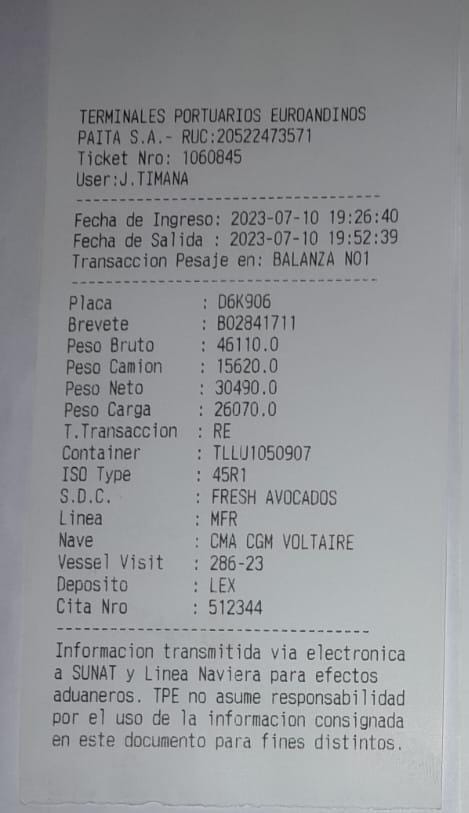 TERMINALES PORTUARIOS EUROANDINOS
PAITA S.A.- RUC:20522473571
Ticket Nro: 1060845
User:J.TIMANA
--------------------------------
Fecha de Ingreso: 2023-07-10 19:26:40
Fecha de Salida : 2023-07-10 19:52:39
Transaccion Pesaje en: BALANZA NO1
--------------------------------
Placa : D6K906
Brevete : B02841711
Peso Bruto : 46110.0
Peso Camion : 15620.0
Peso Neto : 30490.0
Peso Carga : 26070.0
T.Transaccion : RE
Container : TLLU1050907
ISO Type : 45R1
S.D.C. : FRESH AVOCADOS
Linea : MFR
Nave : CMA CGM VOLTAIRE
Vessel Visit : 286-23
Deposito : LEX
Cita Nro : 512344
--------------------------------
Informacion transmitida via electronica
a SUNAT y Linea Naviera para efectos
aduaneros. TPE no asume responsabilidad
por el uso de la informacion consignada
en este documento para fines distintos.